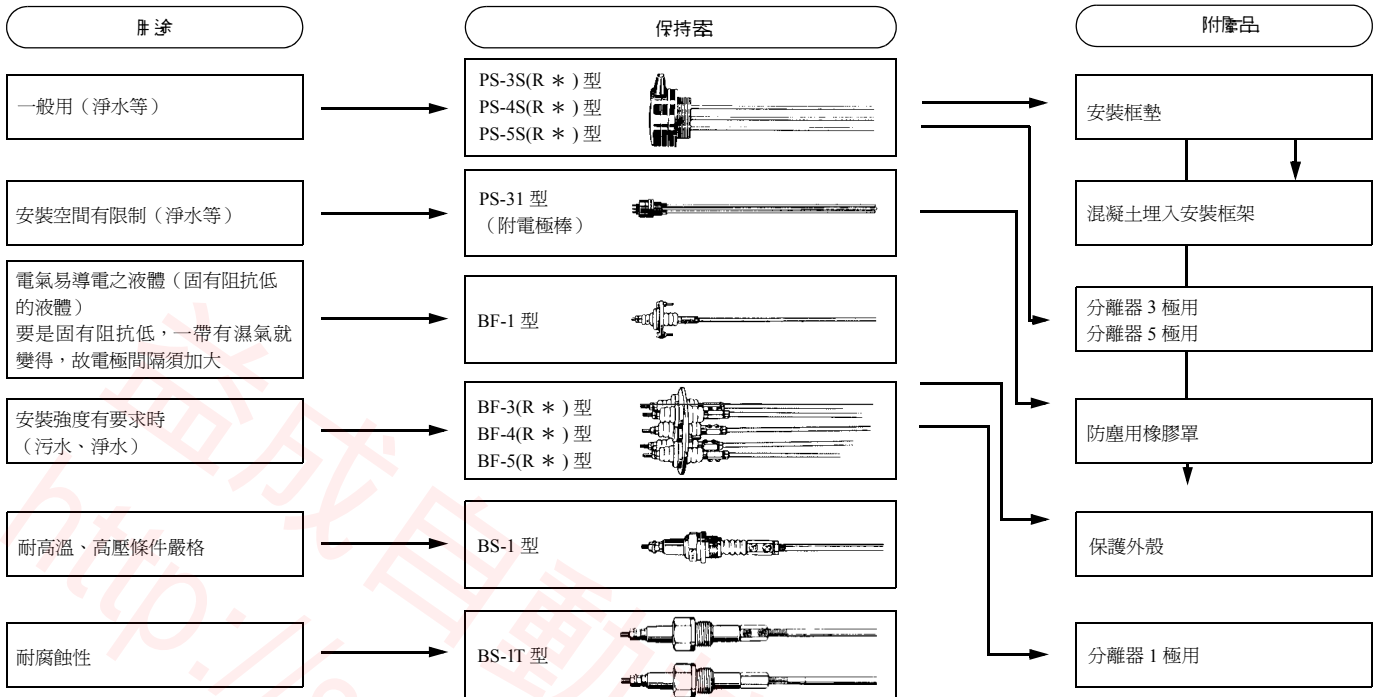 用途
保持器
附屬品
一般用（淨水等）
PS-3S(R＊) 型
PS-4S(R＊) 型
PS-5S(R＊) 型
安裝框墊
安裝空間有限制（淨水等）
PS-31 型
（附電極棒）
混凝土埋入安裝框架
電氣易導電之液體（固有阻抗低
的液體）
要是固有阻抗低，一帶有濕氣就
變得，故電極間隔須加大
BF-1 型
分離器 3 極用
分離器 5 極用
安裝強度有要求時
（污水、淨水）
BF-3(R＊) 型
BF-4(R＊) 型
BF-5(R＊) 型
防塵用橡膠罩
耐高溫、高壓條件嚴格
BS-1 型
保護外殼
耐腐蝕性
BS-1T 型
分離器 1 極用
益成自動
http://